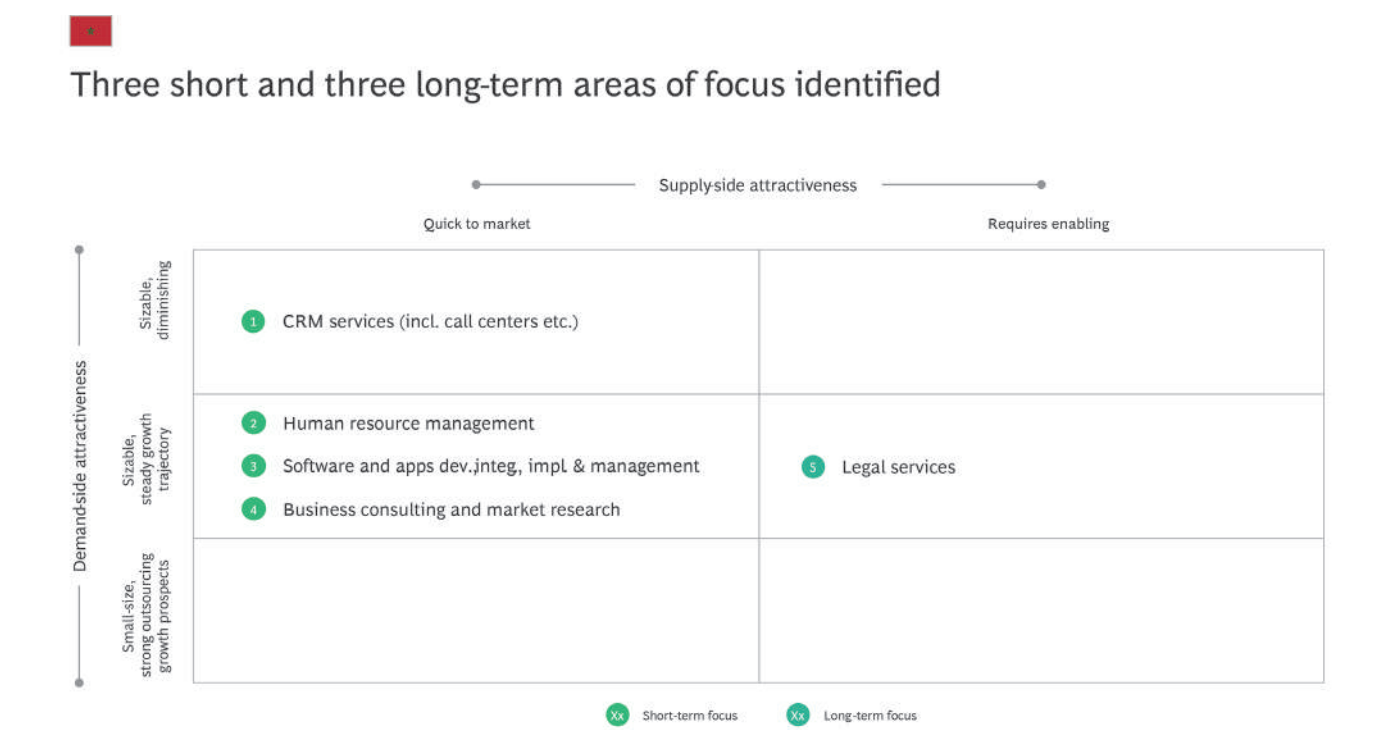 Three short and three long-term areas of focus identified
Supply-side attractiveness
Quick to market
Requires enabling
Demand-side attractiveness
Sizable,
diminishing
1 CRM services (incl. call centers etc.)
Sizable,
steady growth
trajectory
2 Human resource management
3 Software and apps dev.,integ., impl. & management
4 Business consulting and market research
5 Legal services
Small-size,
strong outsourcing
growth prospects
Xx Short-term focus
Xx Long-term focus